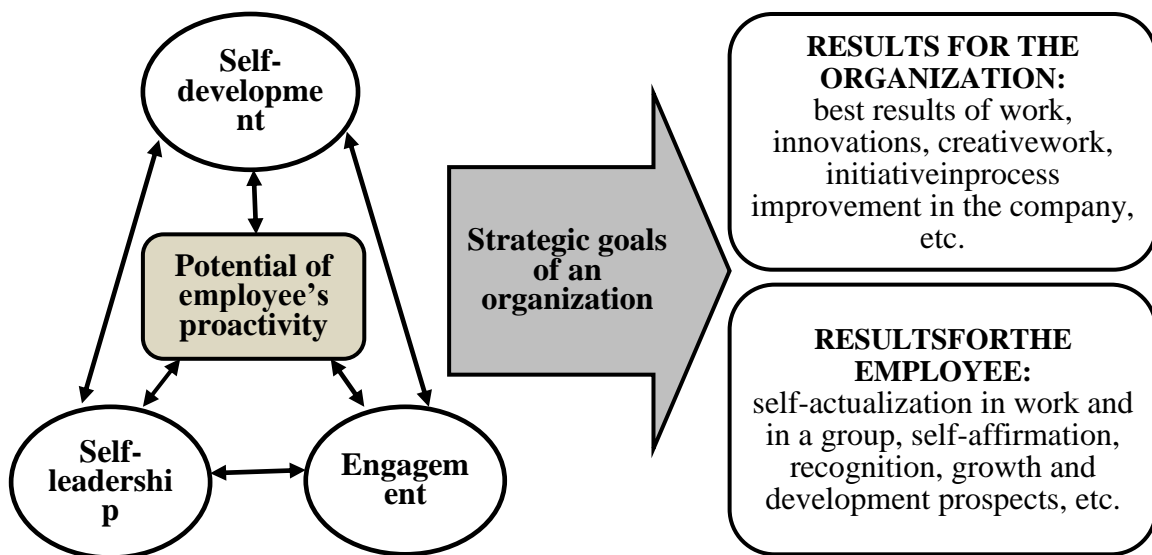 Self-
developme
nt
Potential of
employee's
proactivity
Self-
leadershi
p
Engagem
ent
Strategic goals
of an
organization
RESULTS FOR THE
ORGANIZATION:
best results of work,
innovations, creativework,
initiativeinprocess
improvement in the company,
etc.
RESULTSFORTHE
EMPLOYEE:
self-actualization in work and
in a group, self-affirmation,
recognition, growth and
development prospects, etc.